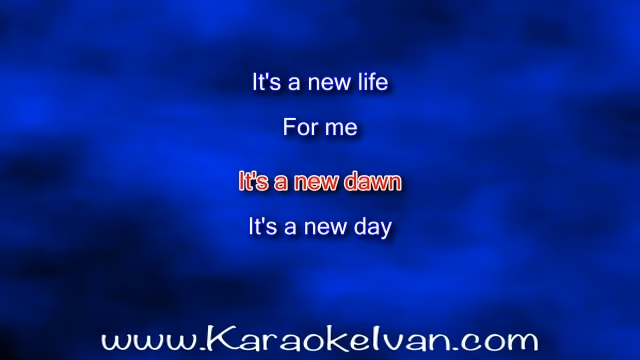 It's a new life
For me
It's a new dawn
It's a new day
www.KaraokeIvan.com